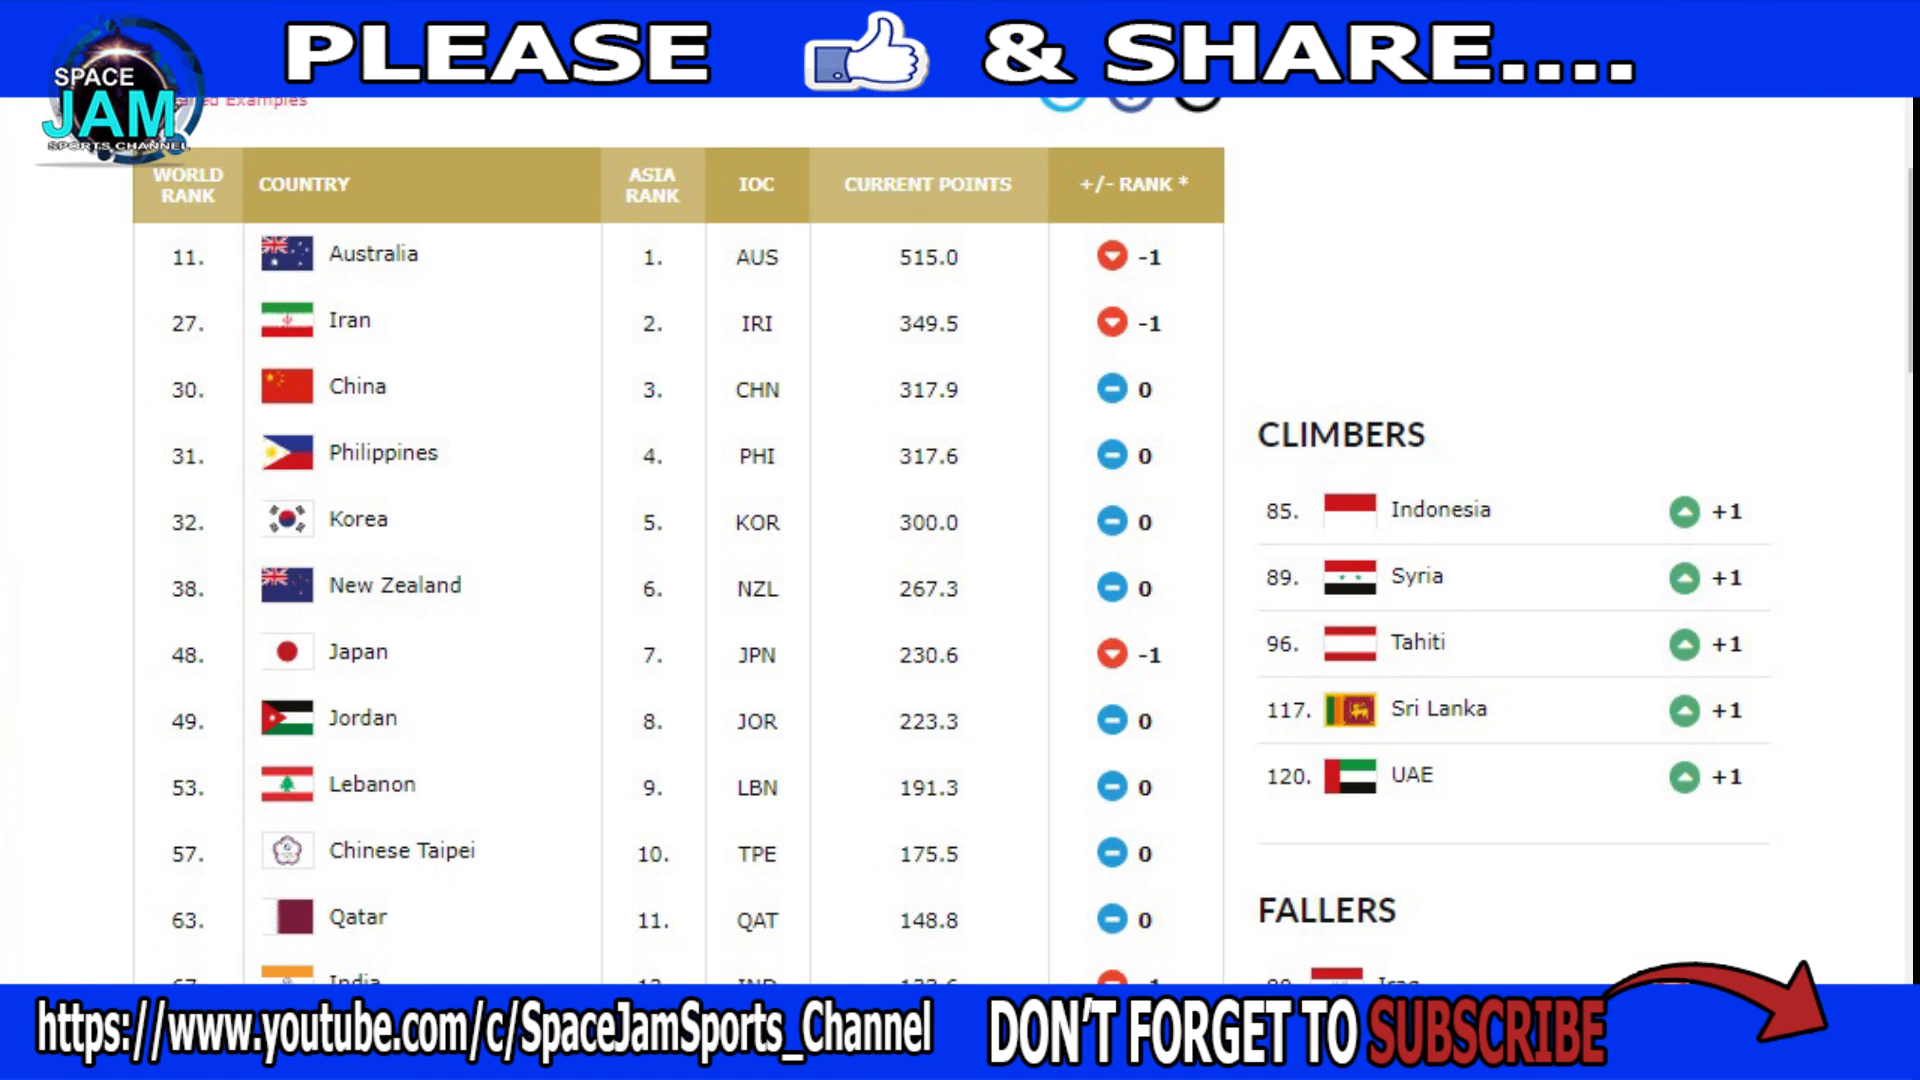 PLEASE & SHARE....
SPACE
JAM
SPORTS CHANNEL
Examples
WORLD RANK COUNTRY ASIA RANK IOC CURRENT POINTS +/- RANK *
11. Australia 1. AUS 515.0 -1
27. Iran 2. IRI 349.5 -1
30. China 3. CHN 317.9 0
31. Philippines 4. PHI 317.6 0
32. Korea 5. KOR 300.0 0
38. New Zealand 6. NZL 267.3 0
48. Japan 7. JPN 230.6 -1
49. Jordan 8. JOR 223.3 0
53. Lebanon 9. LBN 191.3 0
57. Chinese Taipei 10. TPE 175.5 0
63. Qatar 11. QAT 148.8 0
India 12. IND
CLIMBERS
85. Indonesia +1
89. Syria +1
96. Tahiti +1
117. Sri Lanka +1
120. UAE +1
FALLERS
Iraq
https://www.youtube.com/c/SpaceJamSports_Channel DON'T FORGET TO SUBSCRIBE